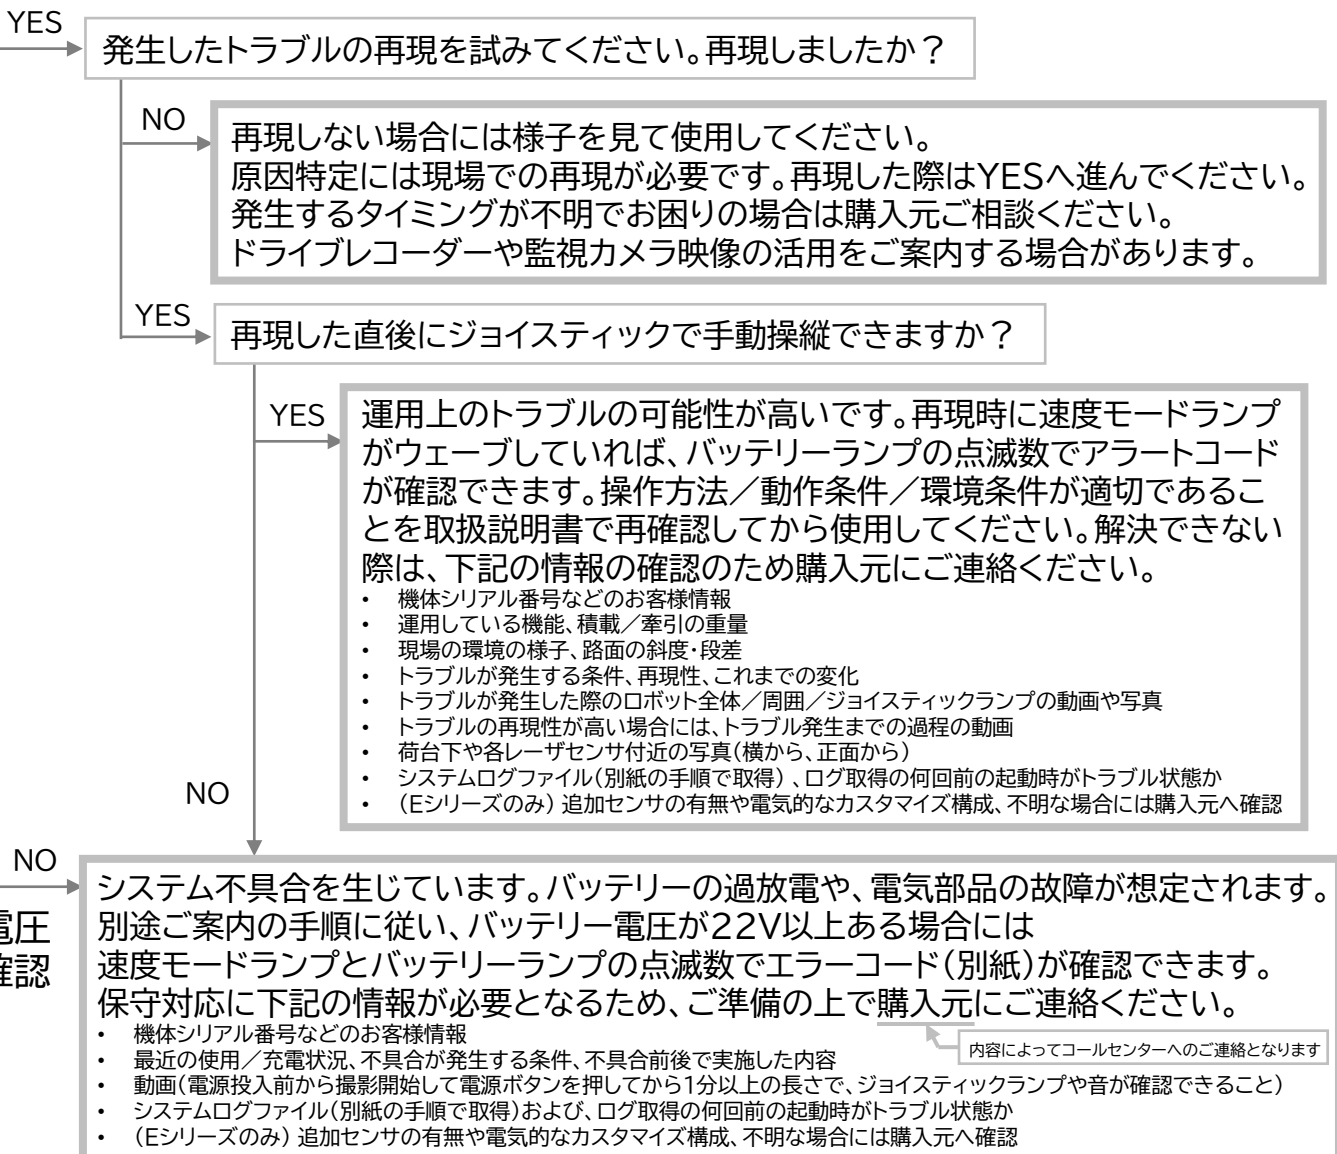 YES
発生したトラブルの再現を試みてください。再現しましたか？
NO
再現しない場合には様子を見て使用してください。
原因特定には現場での再現が必要です。再現した際はYESへ進んでください。
発生するタイミングが不明でお困りの場合は購入元ご相談ください。
ドライブレコーダーや監視カメラ映像の活用をご案内する場合があります。
YES
再現した直後にジョイスティックで手動操縦できますか？
YES
運用上のトラブルの可能性が高いです。再現時に速度モードランプ
がウェーブしていれば、バッテリーランプの点滅数でアラートコード
が確認できます。操作方法／動作条件／環境条件が適切であるこ
とを取扱説明書で再確認してから使用してください。解決できない
際は、下記の情報の確認のため購入元にご連絡ください。
• 機体シリアル番号などのお客様情報
• 運用している機能、積載／牽引の重量
• 現場の環境の様子、路面の斜度・段差
• トラブルが発生する条件、再現性、これまでの変化
• トラブルが発生した際のロボット全体／周囲／ジョイスティックランプの動画や写真
• トラブルの再現性が高い場合には、トラブル発生までの過程の動画
• 荷台下や各レーザセンサ付近の写真（横から、正面から）
• システムログファイル（別紙の手順で取得）、ログ取得の何回前の起動時がトラブル状態か
• （Eシリーズのみ）追加センサの有無や電気的なカスタマイズ構成、不明な場合には購入元へ確認
NO
NO
電圧
確認
システム不具合を生じています。バッテリーの過放電や、電気部品の故障が想定されます。
別途ご案内の手順に従い、バッテリー電圧が22V以上ある場合には
速度モードランプとバッテリーランプの点滅数でエラーコード（別紙）が確認できます。
保守対応に下記の情報が必要となるため、ご準備の上で購入元にご連絡ください。
内容によってコールセンターへのご連絡となります
• 機体シリアル番号などのお客様情報
• 最近の使用／充電状況、不具合が発生する条件、不具合前後で実施した内容
• 動画（電源投入前から撮影開始して電源ボタンを押してから1分以上の長さで、ジョイスティックランプや音が確認できること）
• システムログファイル（別紙の手順で取得）および、ログ取得の何回前の起動時がトラブル状態か
• （Eシリーズのみ）追加センサの有無や電気的なカスタマイズ構成、不明な場合には購入元へ確認